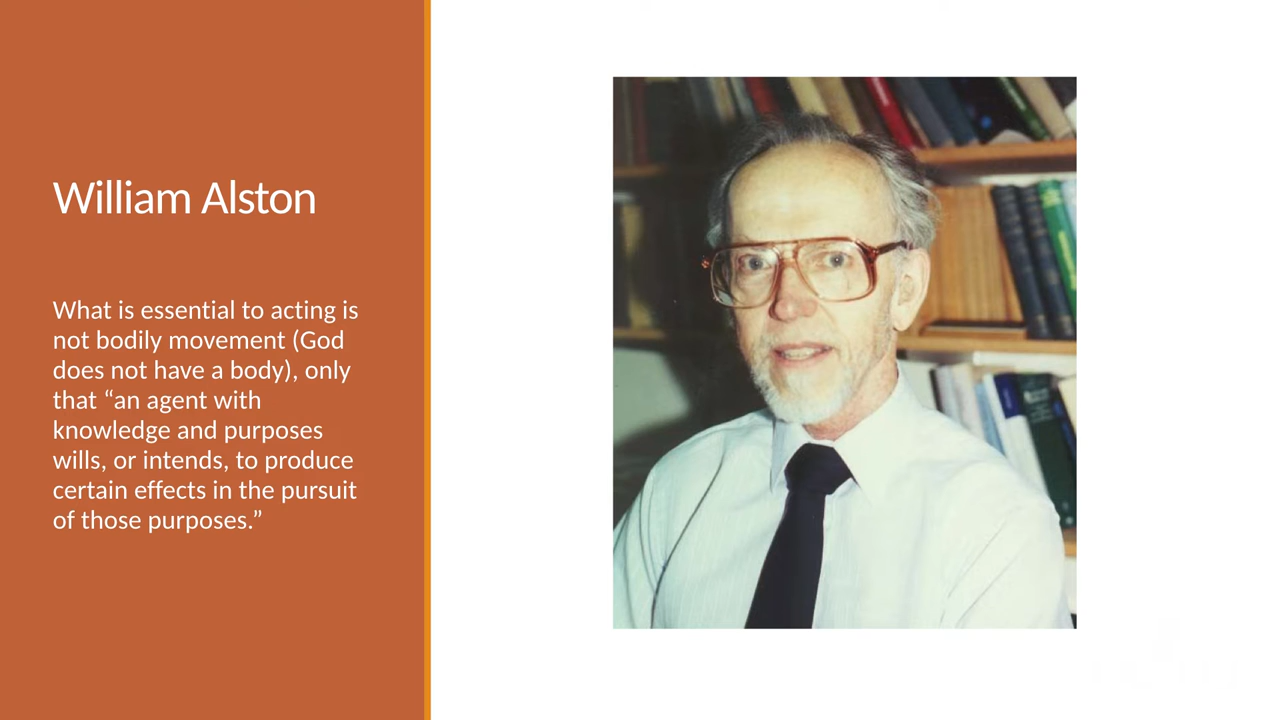 William Alston
What is essential to acting is
not bodily movement (God
does not have a body), only
that “an agent with
knowledge and purposes
wills, or intends, to produce
certain effects in the pursuit
of those purposes.”